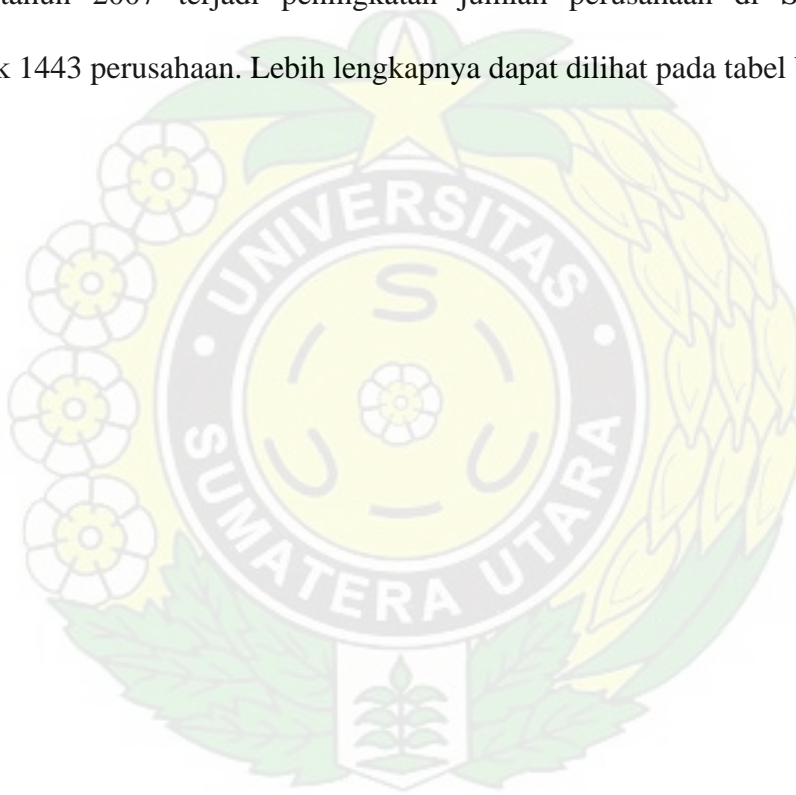 tahun 2007 terjadi peningkatan jumlah perusahaan di S
k 1443 perusahaan. Lebih lengkapnya dapat dilihat pada tabel
UNIVERSITAS
SUMATERA UTARA